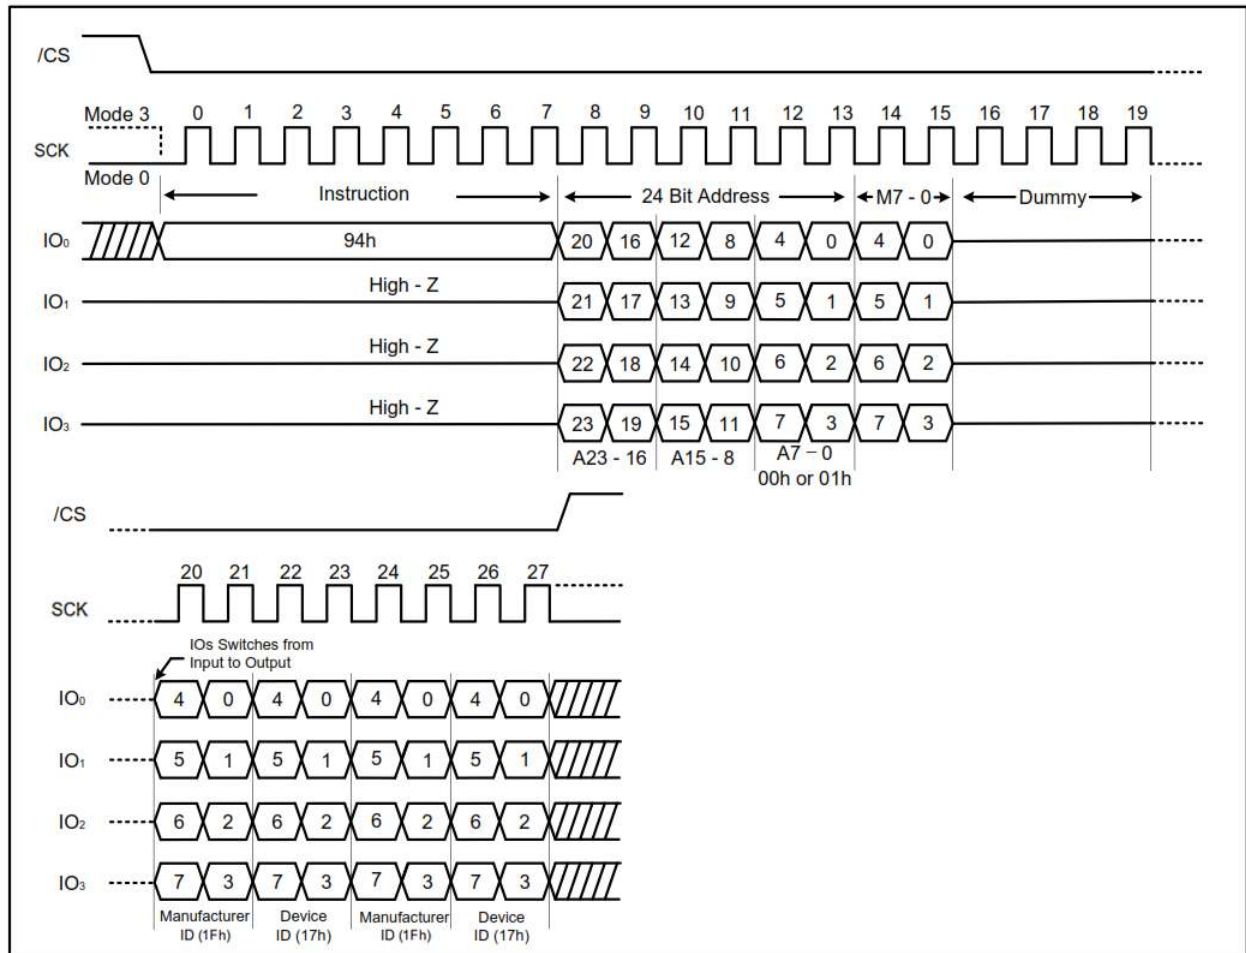 /CS
Mode 3 0 1 2 3 4 5 6 7 8 9 10 11 12 13 14 15 16 17 18 19
SCK
Mode 0
Instruction 24 Bit Address M7 - 0 Dummy
IO₀ 94h 20 16 12 8 4 0 4 0
High - Z
IO₁ 21 17 13 9 5 1 5 1
High - Z
IO₂ 22 18 14 10 6 2 6 2
High - Z
IO₃ 23 19 15 11 7 3 7 3
A23 - 16 A15 - 8 A7 – 0
00h or 01h
/CS
20 21 22 23 24 25 26 27
SCK
IOs Switches from
Input to Output
IO₀ 4 0 4 0 4 0 4 0
IO₁ 5 1 5 1 5 1 5 1
IO₂ 6 2 6 2 6 2 6 2
IO₃ 7 3 7 3 7 3 7 3
Manufacturer Device Manufacturer Device
ID (1Fh) ID (17h) ID (1Fh) ID (17h)